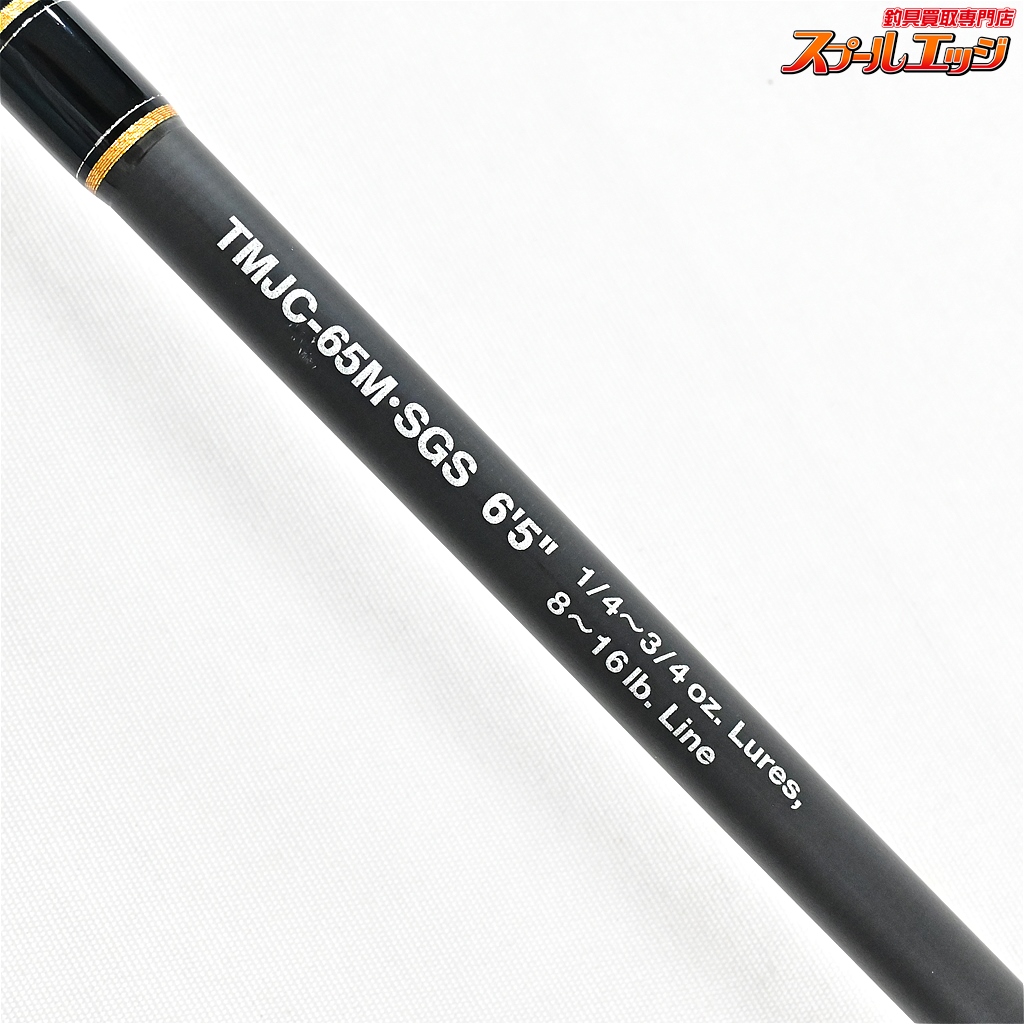 釣具買取専門店
スプールエッジ
TMJC-65M・SGS 6'5"
1/4～3/4 oz. Lures,
8～16 lb. Line